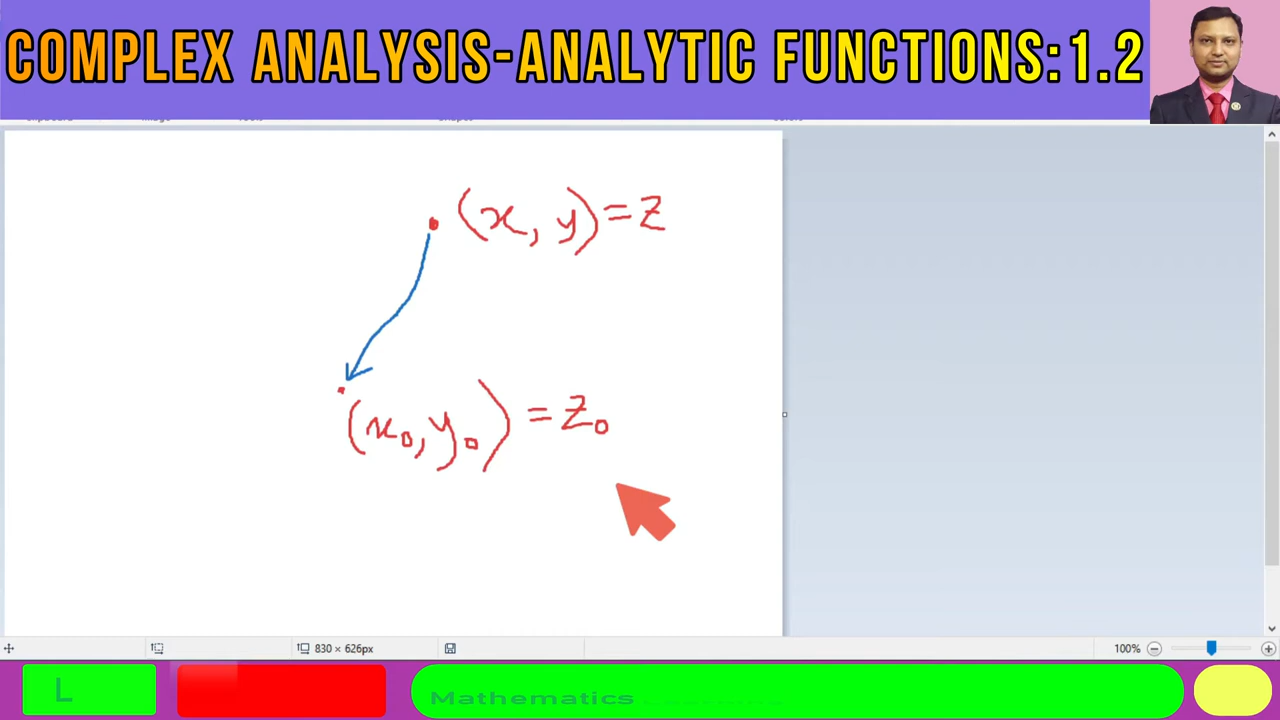 COMPLEX ANALYSIS-ANALYTIC FUNCTIONS:1.2
(x, y) = z
(x₀, y₀) = z₀
830 × 626px
100%
L
Mathematics